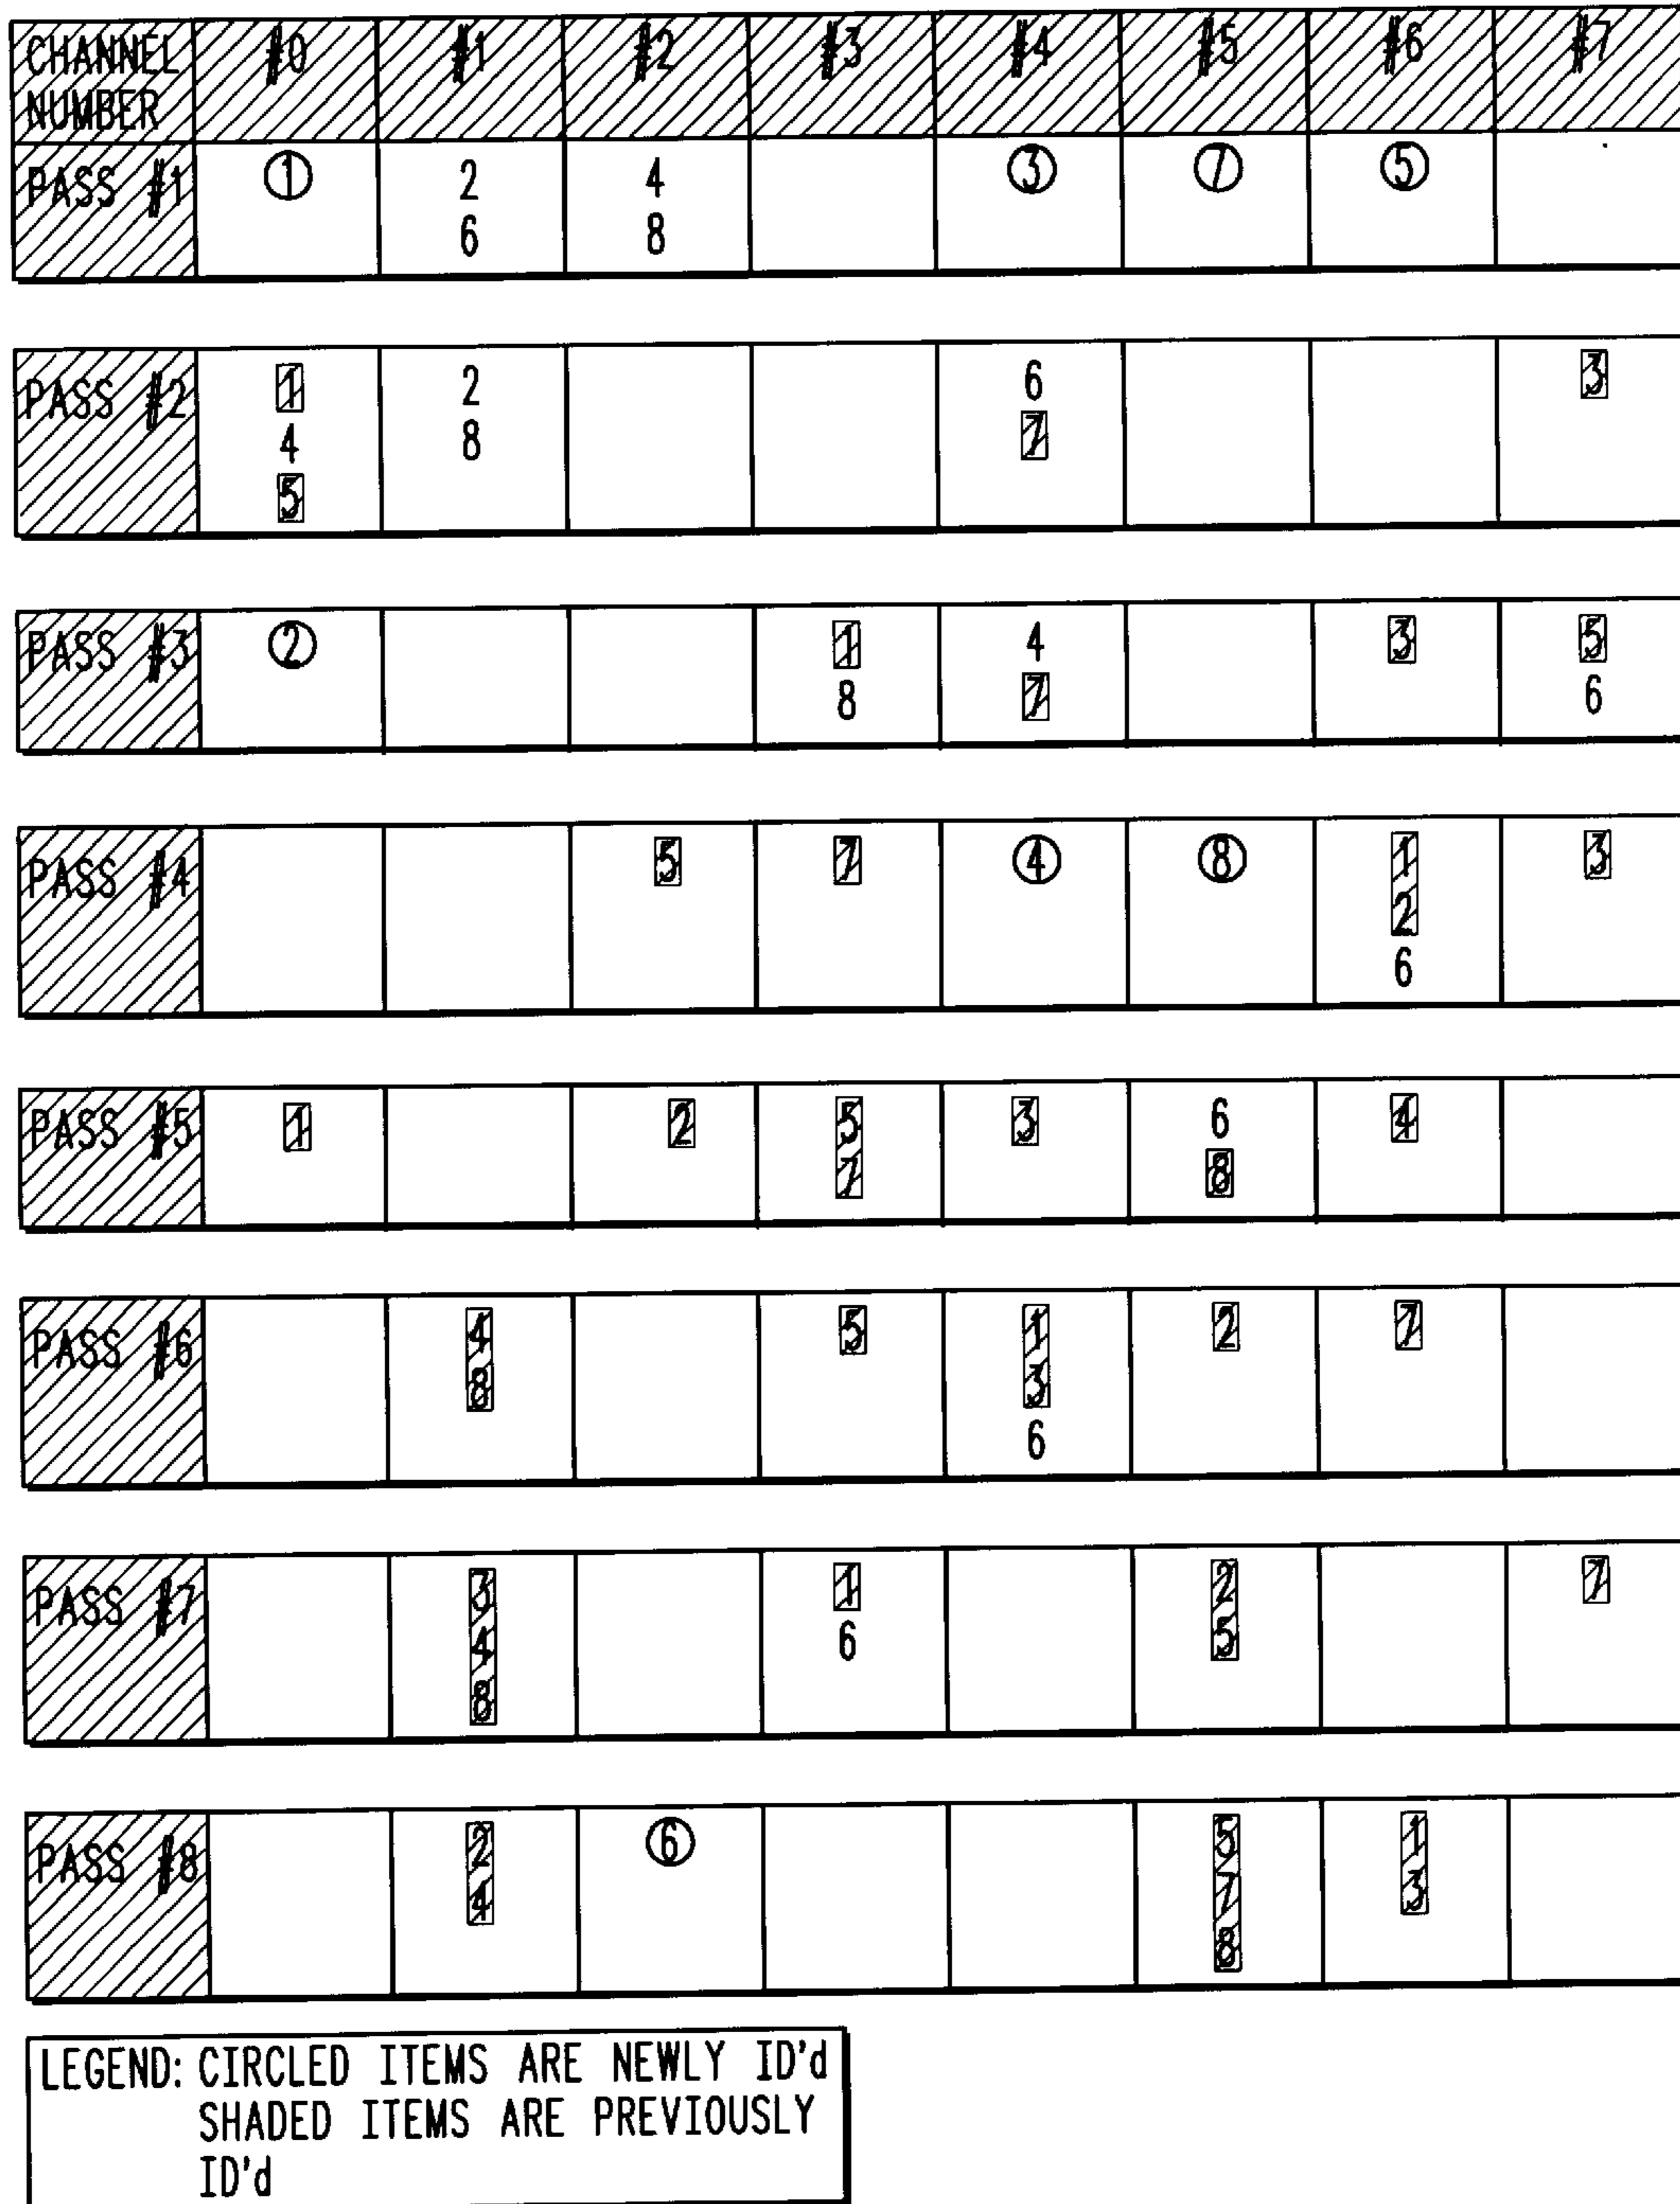 CHANNEL NUMBER #0 #1 #2 #3 #4 #5 #6 #7
PASS #1 1 2 4 3 7 5
6 8
PASS #2 1 2 6 3
4 8 7
5
PASS #3 2 1 4 3 5
8 7 6
PASS #4 5 7 4 8 1 3
2
6
PASS #5 1 2 5 3 6 4
7 8
PASS #6 4 5 1 2 7
8 3
6
PASS #7 3 1 2 7
4 6 5
8
PASS #8 2 6 5 1
4 7 3
8
LEGEND: CIRCLED ITEMS ARE NEWLY ID'd
SHADED ITEMS ARE PREVIOUSLY
ID'd